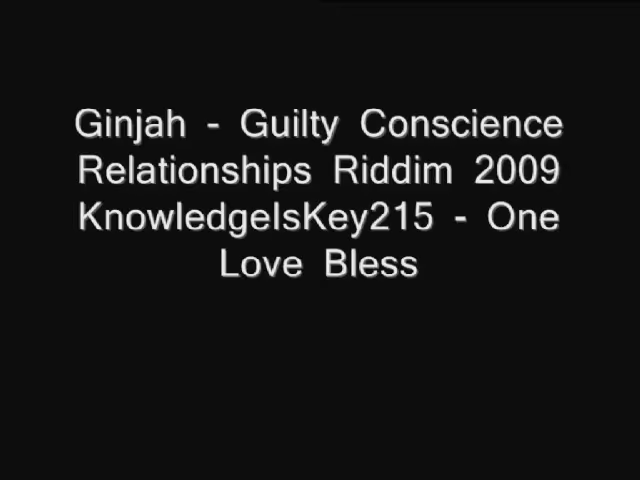 Ginjah - Guilty Conscience
Relationships Riddim 2009
KnowledgeIsKey215 - One
Love Bless